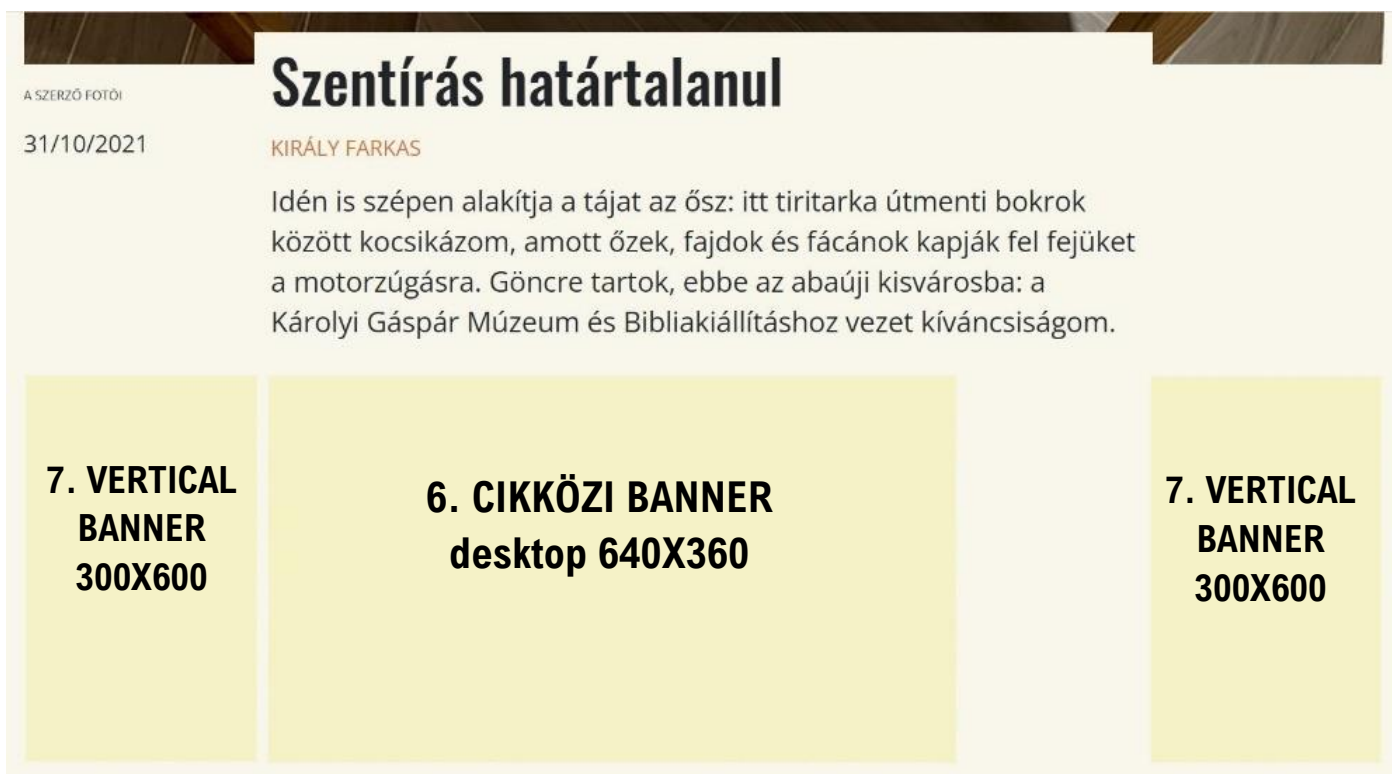 Szentírás határtalanul
A SZERZŐ FOTÓI
31/10/2021
KIRÁLY FARKAS
Idén is szépen alakítja a tájat az ősz: itt tiritarka útmenti bokrok
között kocsikázom, amott őzek, fajdok és fácánok kapják fel fejüket
a motorzúgásra. Göncre tartok, ebbe az abaúji kisvárosba: a
Károlyi Gáspár Múzeum és Bibliakiállításhoz vezet kíváncsiságom.
7. VERTICAL
BANNER
300X600
6. CIKKÖZI BANNER
desktop 640X360
7. VERTICAL
BANNER
300X600